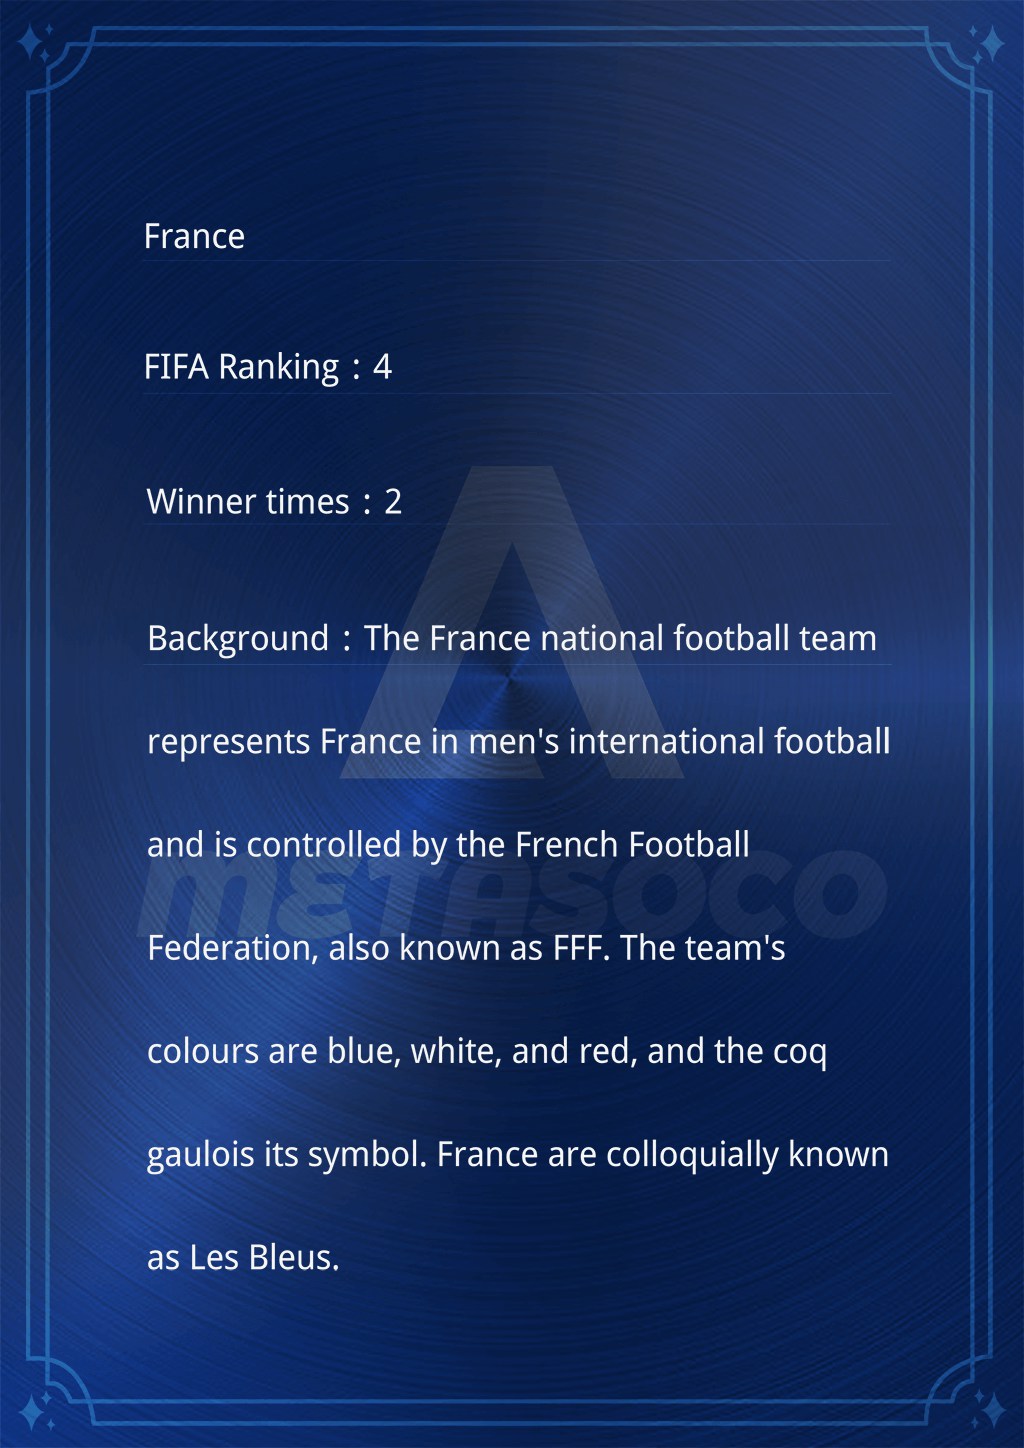 France
FIFA Ranking：4
Winner times：2
Background：The France national football team
represents France in men's international football
and is controlled by the French Football
METASOCO
Federation, also known as FFF. The team's
colours are blue, white, and red, and the coq
gaulois its symbol. France are colloquially known
as Les Bleus.